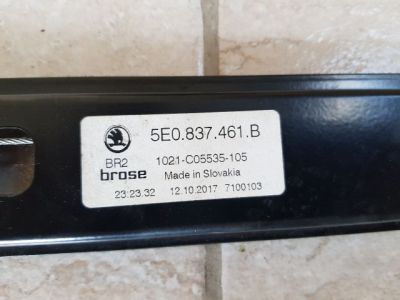 5E0.837.461.B
BR2 1021-C05535-105
brose Made in Slovakia
23:23:32 12.10.2017 7100103